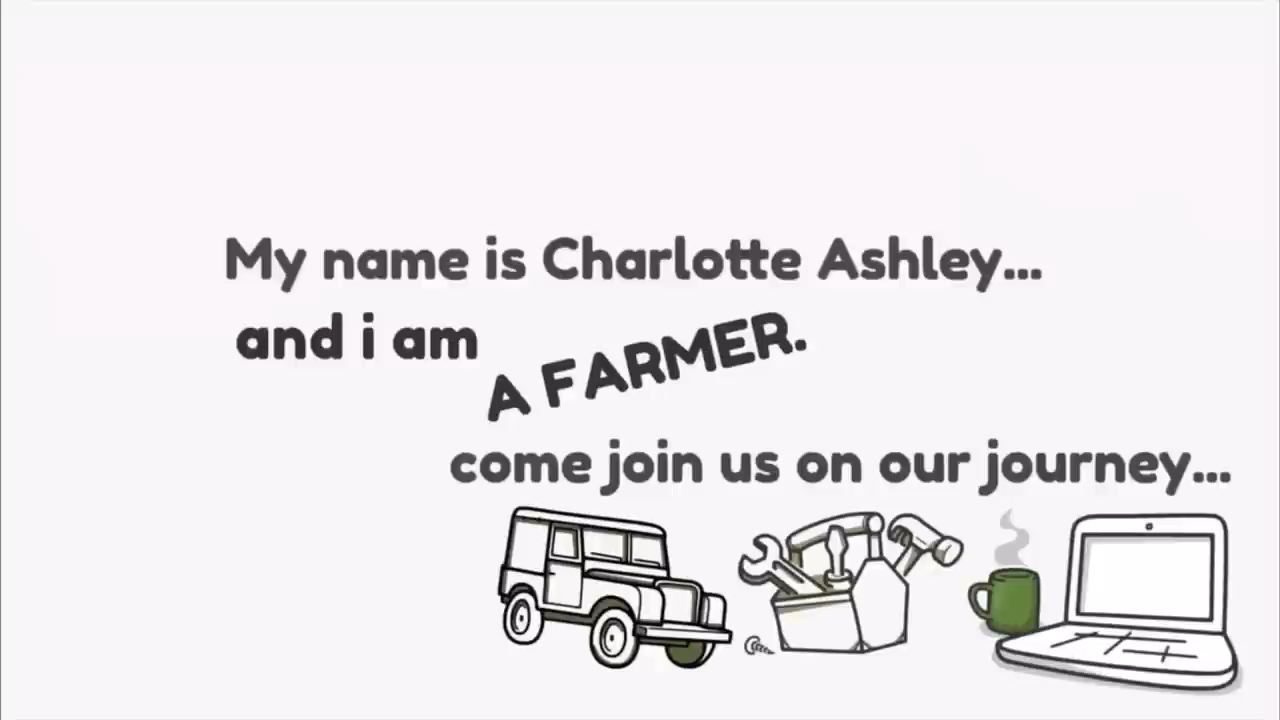 My name is Charlotte Ashley...
and i am
A FARMER.
come join us on our journey...